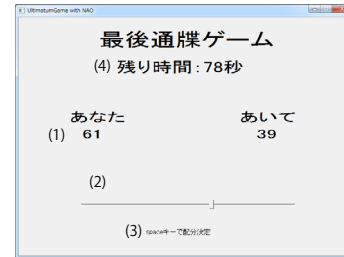 UltimatumGame with NAO
最後通牒ゲーム
(4) 残り時間:78秒
あなた あいて
(1) 61 39
(2)
(3) spaceキーで配分決定